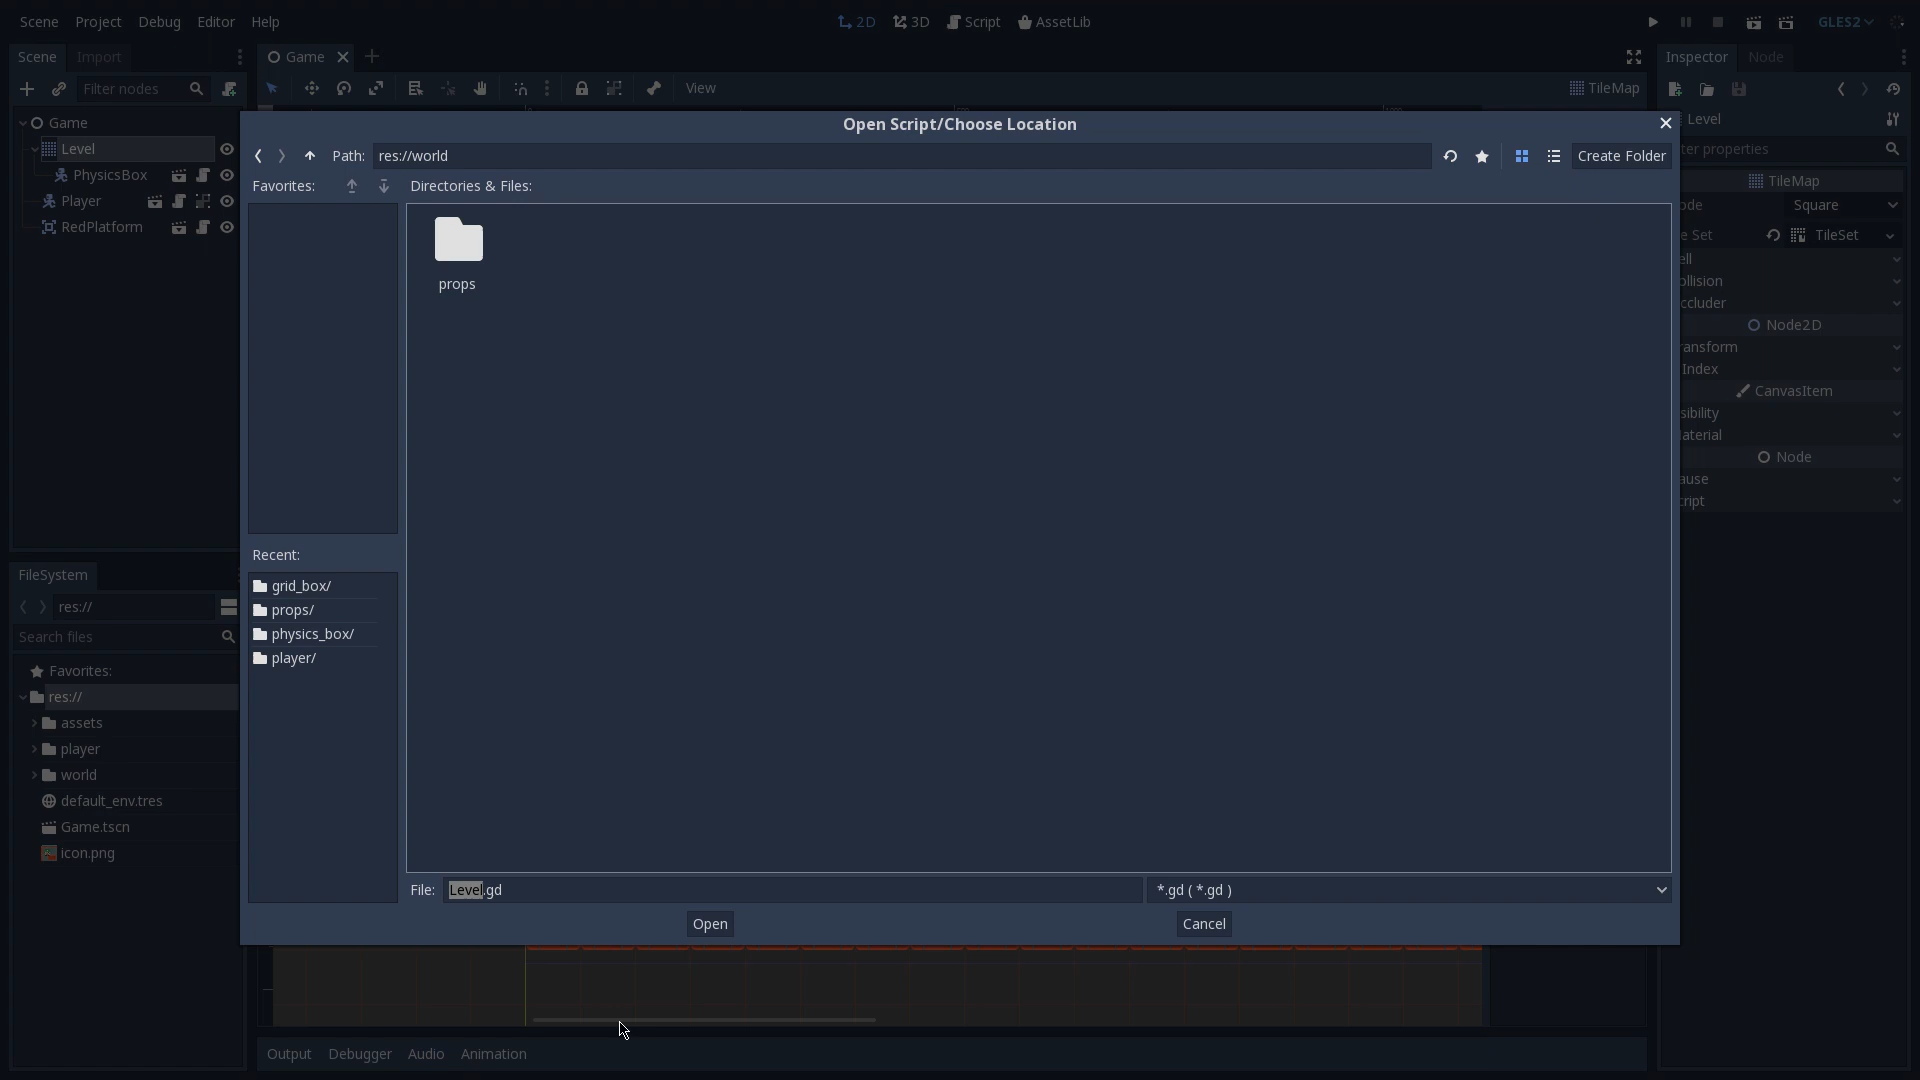 Scene Project Debug Editor Help 2D 3D Script AssetLib GLES2
Scene Import Game Inspector Node
Filter nodes View TileMap
Game
Level
PhysicsBox
Player
RedPlatform
Open Script/Choose Location
Path: res://world Create Folder
Favorites: Directories & Files:
props
Recent:
grid_box/
props/
physics_box/
player/
File: Level.gd *.gd ( *.gd )
Open Cancel
Level
ter properties
TileMap
ode Square
e Set TileSet
ell
ollision
ccluder
Node2D
ransform
Index
CanvasItem
sibility
aterial
Node
ause
cript
FileSystem
res://
Search files
Favorites:
res://
assets
player
world
default_env.tres
Game.tscn
icon.png
Output Debugger Audio Animation